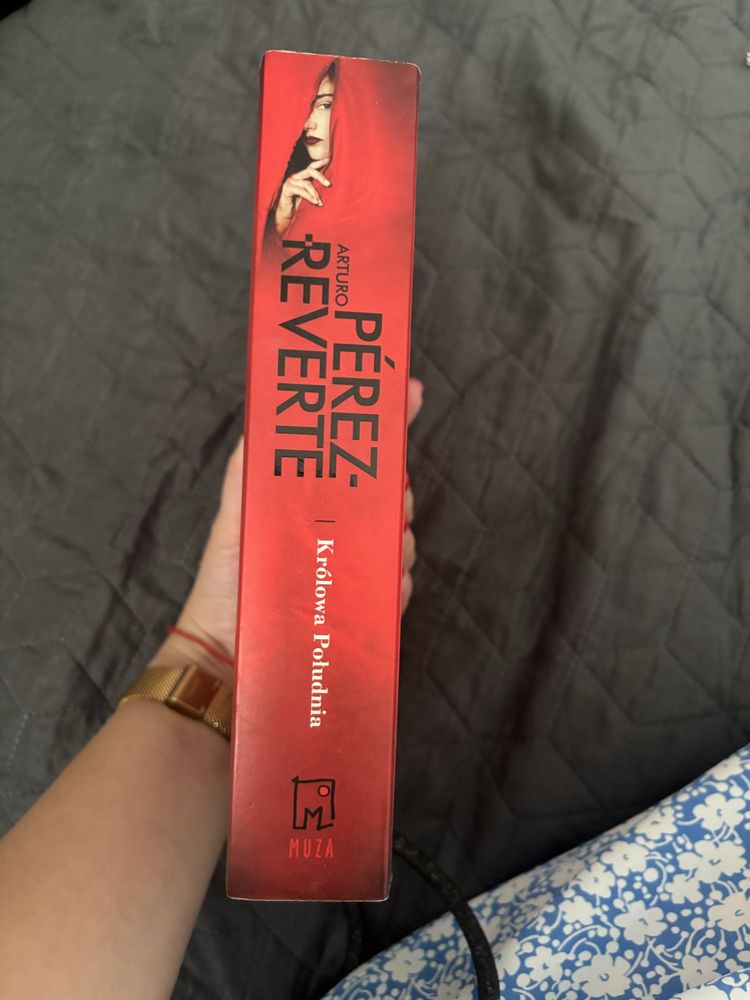 ARTURO
PÉREZ-
-REVERTE
Królowa Południa
M
MUZA